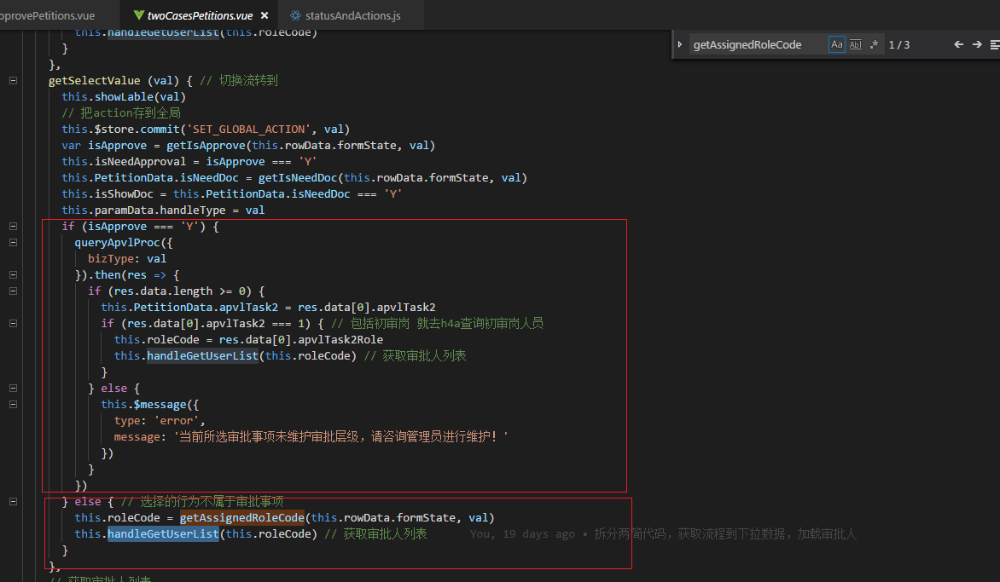 provePetitions.vue
twoCasesPetitions.vue ×
statusAndActions.js
getAssignedRoleCode Aa Abl .* 1/3
this.handleGetUserList(this.roleCode)
}
},
getSelectValue (val) { // 切换流转到
this.showLable(val)
// 把action存到全局
this.$store.commit('SET_GLOBAL_ACTION', val)
var isApprove = getIsApprove(this.rowData.formState, val)
this.isNeedApproval = isApprove === 'Y'
this.PetitionData.isNeedDoc = getIsNeedDoc(this.rowData.formState, val)
this.isShowDoc = this.PetitionData.isNeedDoc === 'Y'
this.paramData.handleType = val
if (isApprove === 'Y') {
queryApvlProc({
bizType: val
}).then(res => {
if (res.data.length >= 0) {
this.PetitionData.apvlTask2 = res.data[0].apvlTask2
if (res.data[0].apvlTask2 === 1) { // 包括初审岗 就去h4a查询初审岗人员
this.roleCode = res.data[0].apvlTask2Role
this.handleGetUserList(this.roleCode) // 获取审批人列表
}
} else {
this.$message({
type: 'error',
message: '当前所选审批事项未维护审批层级，请咨询管理员进行维护！'
})
}
})
} else { // 选择的行为不属于审批事项
this.roleCode = getAssignedRoleCode(this.rowData.formState, val)
this.handleGetUserList(this.roleCode) // 获取审批人列表 You, 19 days ago • 拆分两简代码，获取流程到下拉数据，加载审批人
}
},
// 获取审批人列表